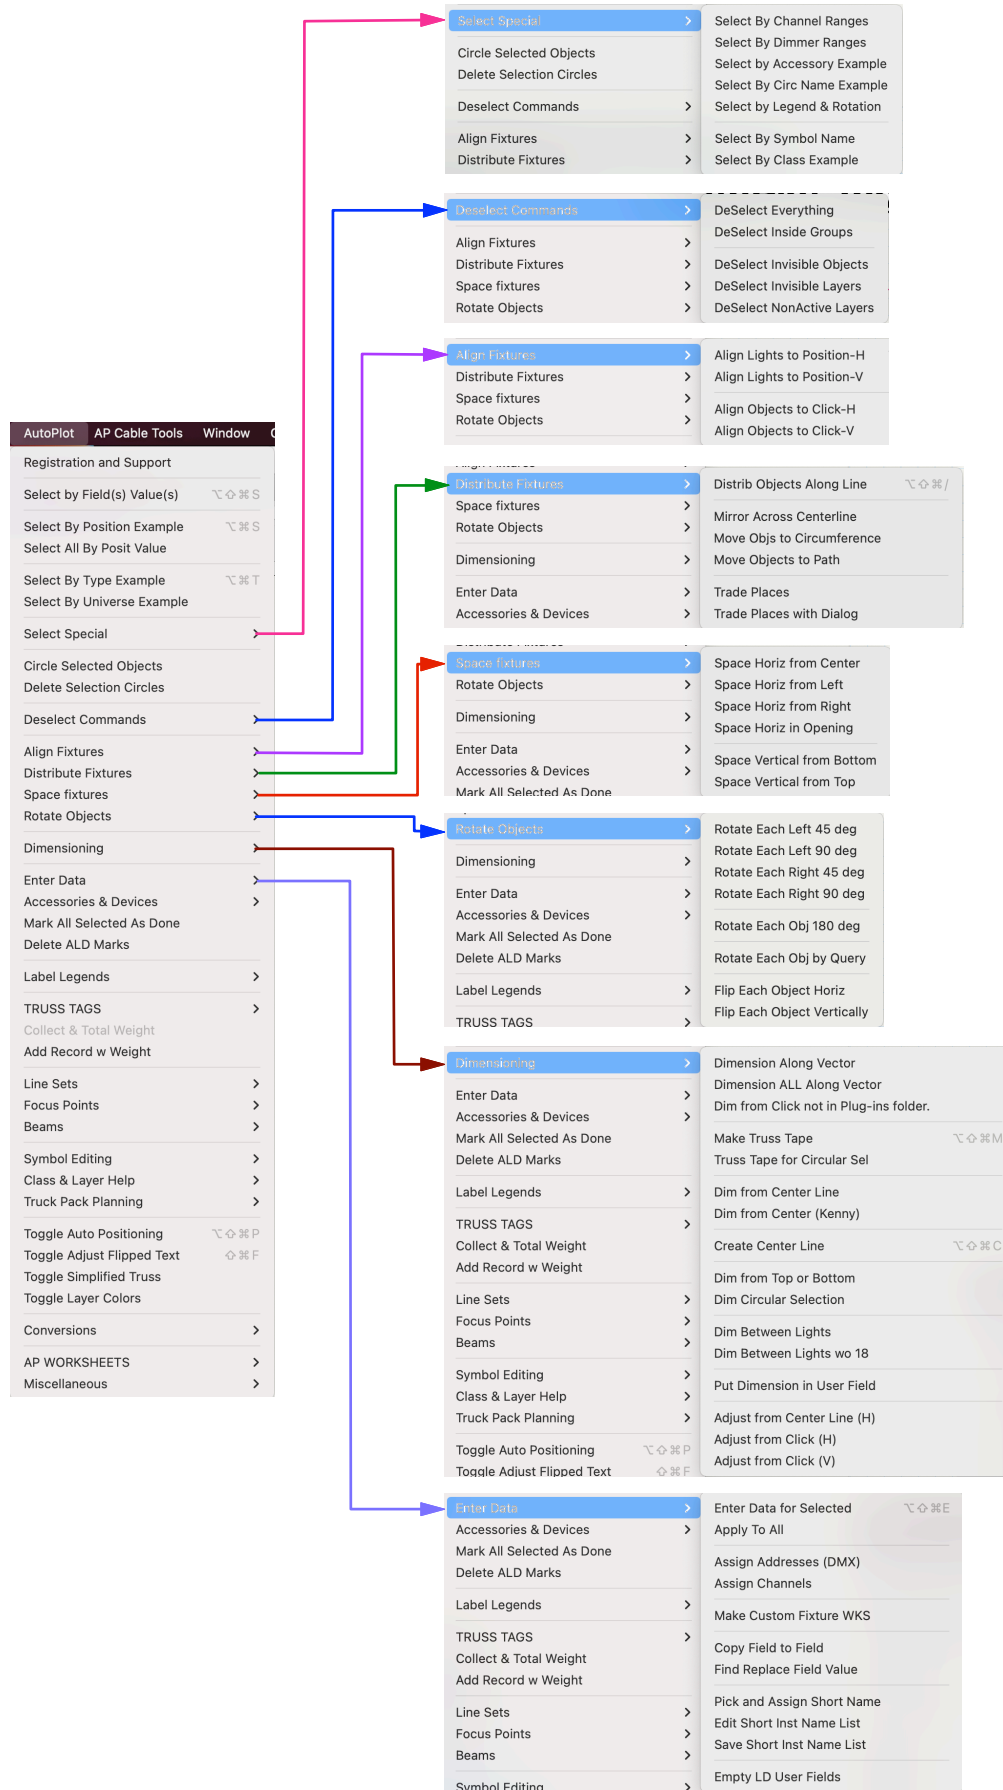 AutoPlot AP Cable Tools Window
Registration and Support
Select by Field(s) Value(s) ⌥⇧⌘S
Select By Position Example ⌥⌘S
Select All By Posit Value
Select By Type Example ⌥⌘T
Select By Universe Example
Select Special
Circle Selected Objects
Delete Selection Circles
Deselect Commands
Align Fixtures
Distribute Fixtures
Space fixtures
Rotate Objects
Dimensioning
Enter Data
Accessories & Devices
Mark All Selected As Done
Delete ALD Marks
Label Legends
TRUSS TAGS
Collect & Total Weight
Add Record w Weight
Line Sets
Focus Points
Beams
Symbol Editing
Class & Layer Help
Truck Pack Planning
Toggle Auto Positioning ⌥⇧⌘P
Toggle Adjust Flipped Text ⇧⌘F
Toggle Simplified Truss
Toggle Layer Colors
Conversions
AP WORKSHEETS
Miscellaneous
Select Special
Circle Selected Objects
Delete Selection Circles
Deselect Commands
Align Fixtures
Distribute Fixtures
Select By Channel Ranges
Select By Dimmer Ranges
Select by Accessory Example
Select By Circ Name Example
Select by Legend & Rotation
Select By Symbol Name
Select By Class Example
Deselect Commands
Align Fixtures
Distribute Fixtures
Space fixtures
Rotate Objects
DeSelect Everything
DeSelect Inside Groups
DeSelect Invisible Objects
DeSelect Invisible Layers
DeSelect NonActive Layers
Align Fixtures
Distribute Fixtures
Space fixtures
Rotate Objects
Align Lights to Position-H
Align Lights to Position-V
Align Objects to Click-H
Align Objects to Click-V
Align Fixtures
Distribute Fixtures
Space fixtures
Rotate Objects
Dimensioning
Enter Data
Accessories & Devices
Distrib Objects Along Line ⌥⇧⌘/
Mirror Across Centerline
Move Objs to Circumference
Move Objects to Path
Trade Places
Trade Places with Dialog
Distribute Fixtures
Space fixtures
Rotate Objects
Dimensioning
Enter Data
Accessories & Devices
Mark All Selected As Done
Space Horiz from Center
Space Horiz from Left
Space Horiz from Right
Space Horiz in Opening
Space Vertical from Bottom
Space Vertical from Top
Rotate Objects
Dimensioning
Enter Data
Accessories & Devices
Mark All Selected As Done
Delete ALD Marks
Label Legends
TRUSS TAGS
Rotate Each Left 45 deg
Rotate Each Left 90 deg
Rotate Each Right 45 deg
Rotate Each Right 90 deg
Rotate Each Obj 180 deg
Rotate Each Obj by Query
Flip Each Object Horiz
Flip Each Object Vertically
Dimensioning
Enter Data
Accessories & Devices
Mark All Selected As Done
Delete ALD Marks
Label Legends
TRUSS TAGS
Collect & Total Weight
Add Record w Weight
Line Sets
Focus Points
Beams
Symbol Editing
Class & Layer Help
Truck Pack Planning
Toggle Auto Positioning ⌥⇧⌘P
Toggle Adjust Flipped Text ⇧⌘F
Dimension Along Vector
Dimension ALL Along Vector
Dim from Click not in Plug-ins folder.
Make Truss Tape ⌥⇧⌘M
Truss Tape for Circular Sel
Dim from Center Line
Dim from Center (Kenny)
Create Center Line ⌥⇧⌘C
Dim from Top or Bottom
Dim Circular Selection
Dim Between Lights
Dim Between Lights wo 18
Put Dimension in User Field
Adjust from Center Line (H)
Adjust from Click (H)
Adjust from Click (V)
Enter Data
Accessories & Devices
Mark All Selected As Done
Delete ALD Marks
Label Legends
TRUSS TAGS
Collect & Total Weight
Add Record w Weight
Line Sets
Focus Points
Beams
Symbol Editing
Enter Data for Selected ⌥⇧⌘E
Apply To All
Assign Addresses (DMX)
Assign Channels
Make Custom Fixture WKS
Copy Field to Field
Find Replace Field Value
Pick and Assign Short Name
Edit Short Inst Name List
Save Short Inst Name List
Empty LD User Fields